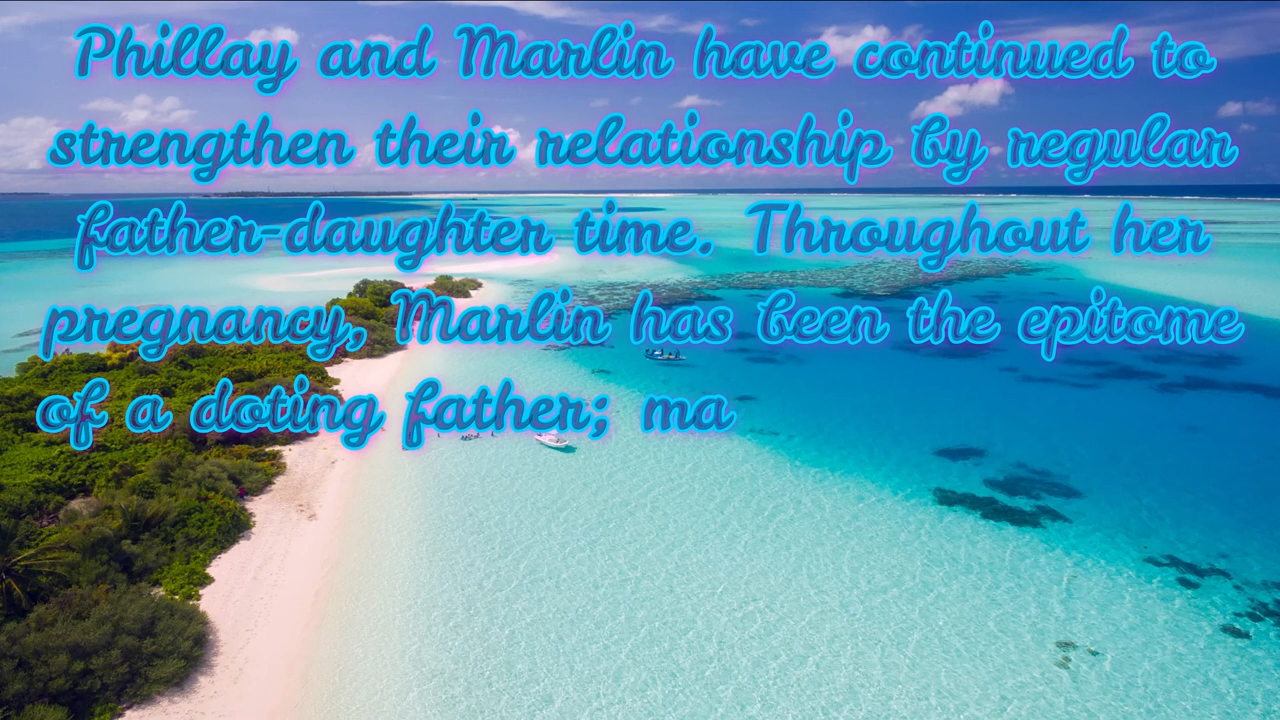 Phillay and Marlin have continued to
strengthen their relationship by regular
father-daughter time. Throughout her
pregnancy, Marlin has been the epitome
of a doting father; ma